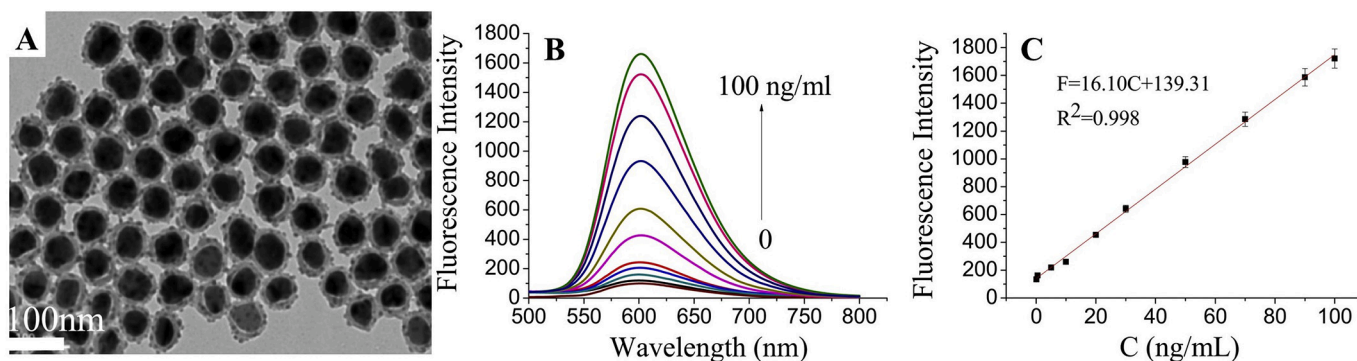 A
100nm
B
Fluorescence Intensity
1800
1600
1400
1200
1000
800
600
400
200
0
100 ng/ml
0
500 550 600 650 700 750 800
Wavelength (nm)
C
Fluorescence Intensity
1800
1600
1400
1200
1000
800
600
400
200
0
F=16.10C+139.31
R²=0.998
0 20 40 60 80 100
C (ng/mL)